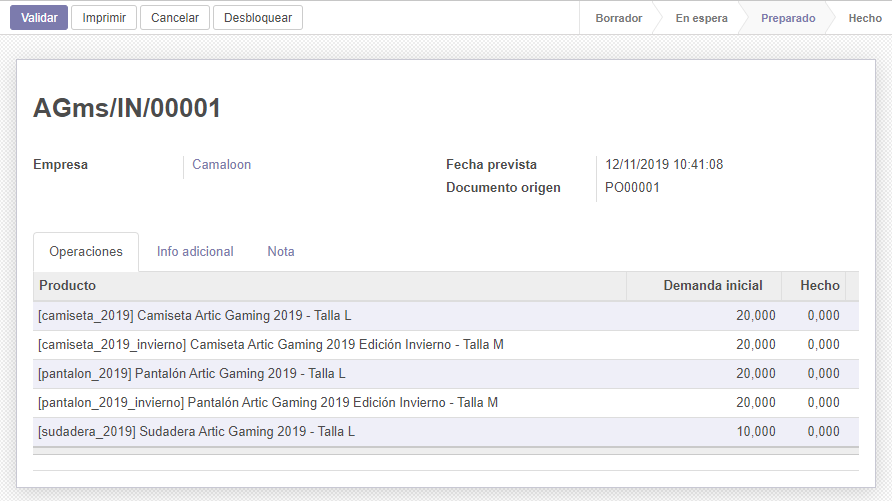 Validar Imprimir Cancelar Desbloquear Borrador En espera Preparado Hecho
AGms/IN/00001
Empresa Camaloon Fecha prevista 12/11/2019 10:41:08
Documento origen PO00001
Operaciones Info adicional Nota
Producto Demanda inicial Hecho
[camiseta_2019] Camiseta Artic Gaming 2019 - Talla L 20,000 0,000
[camiseta_2019_invierno] Camiseta Artic Gaming 2019 Edición Invierno - Talla M 20,000 0,000
[pantalon_2019] Pantalón Artic Gaming 2019 - Talla L 20,000 0,000
[pantalon_2019_invierno] Pantalón Artic Gaming 2019 Edición Invierno - Talla M 20,000 0,000
[sudadera_2019] Sudadera Artic Gaming 2019 - Talla L 10,000 0,000